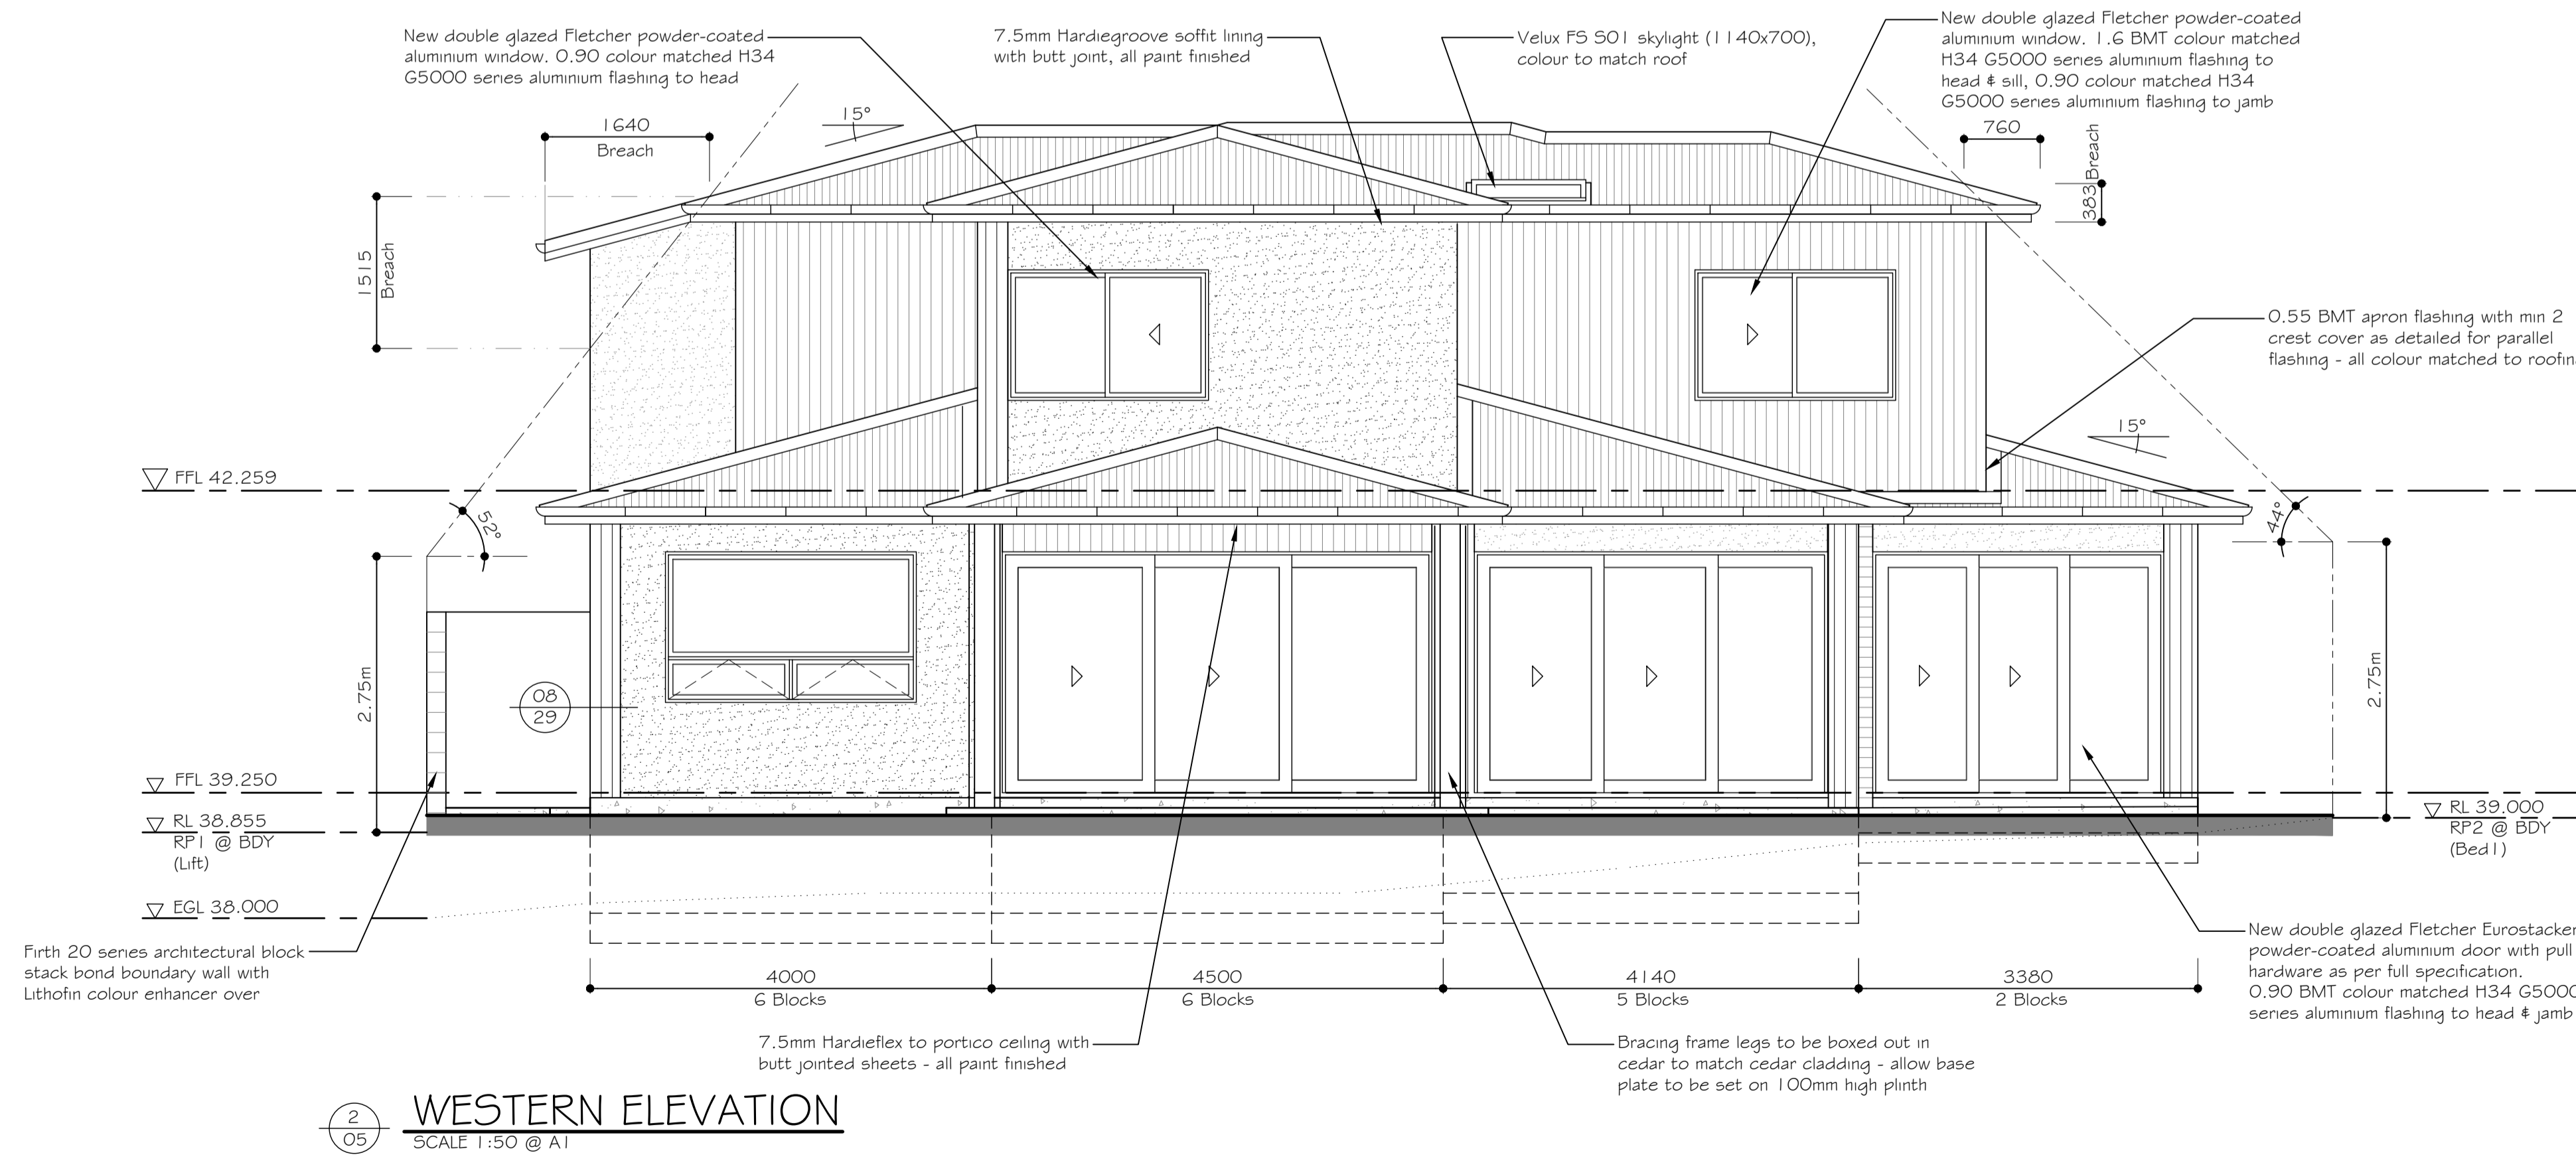 New double glazed Fletcher powder-coated
aluminium window. 0.90 colour matched H34
G5000 series aluminium flashing to head
7.5mm Hardiegroove soffit lining
with butt joint, all paint finished
Velux FS S01 skylight (1140x700),
colour to match roof
New double glazed Fletcher powder-coated
aluminium window. 1.6 BMT colour matched
H34 G5000 series aluminium flashing to
head & sill, 0.90 colour matched H34
G5000 series aluminium flashing to jamb
1640
Breach
15°
760
383 Breach
1515
Breach
0.55 BMT apron flashing with min 2
crest cover as detailed for parallel
flashing - all colour matched to
15°
FFL 42.259
52°
44°
2.75m
2.75m
08
29
FFL 39.250
RL 38.855
RP1 @ BDY
(Lift)
RL 39.000
RP2 @ BDY
(Bed1)
EGL 38.000
Firth 20 series architectural block
stack bond boundary wall with
Lithofin colour enhancer over
4000
6 Blocks
4500
6 Blocks
4140
5 Blocks
3380
2 Blocks
New double glazed Fletcher Eurostacker
powder-coated aluminium door with pull
hardware as per full specification.
0.90 BMT colour matched H34 G5000
series aluminium flashing to head & jamb
7.5mm Hardieflex to portico ceiling with
butt jointed sheets - all paint finished
Bracing frame legs to be boxed out in
cedar to match cedar cladding - allow base
plate to be set on 100mm high plinth
2
05
WESTERN ELEVATION
SCALE 1:50 @ A1